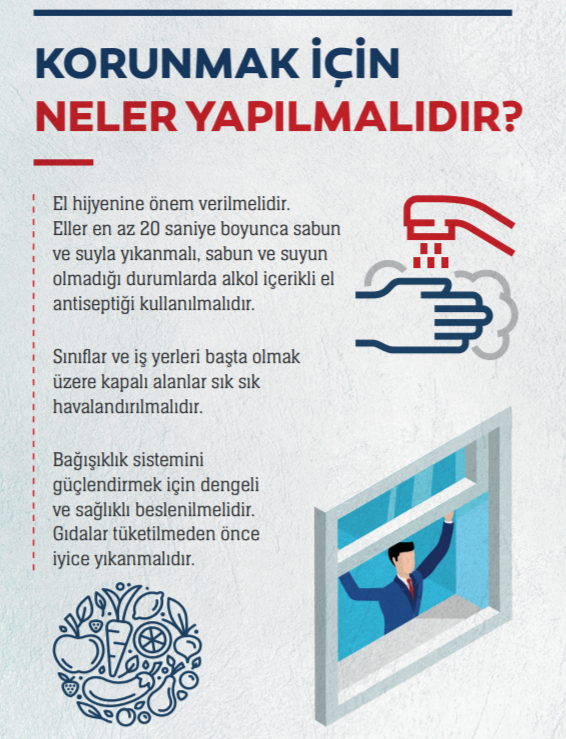 KORUNMAK İÇİN
NELER YAPILMALIDIR?
El hijyenine önem verilmelidir.
Eller en az 20 saniye boyunca sabun
ve suyla yıkanmalı, sabun ve suyun
olmadığı durumlarda alkol içerikli el
antiseptiği kullanılmalıdır.
Sınıflar ve iş yerleri başta olmak
üzere kapalı alanlar sık sık
havalandırılmalıdır.
Bağışıklık sistemini
güçlendirmek için dengeli
ve sağlıklı beslenilmelidir.
Gıdalar tüketilmeden önce
iyice yıkanmalıdır.